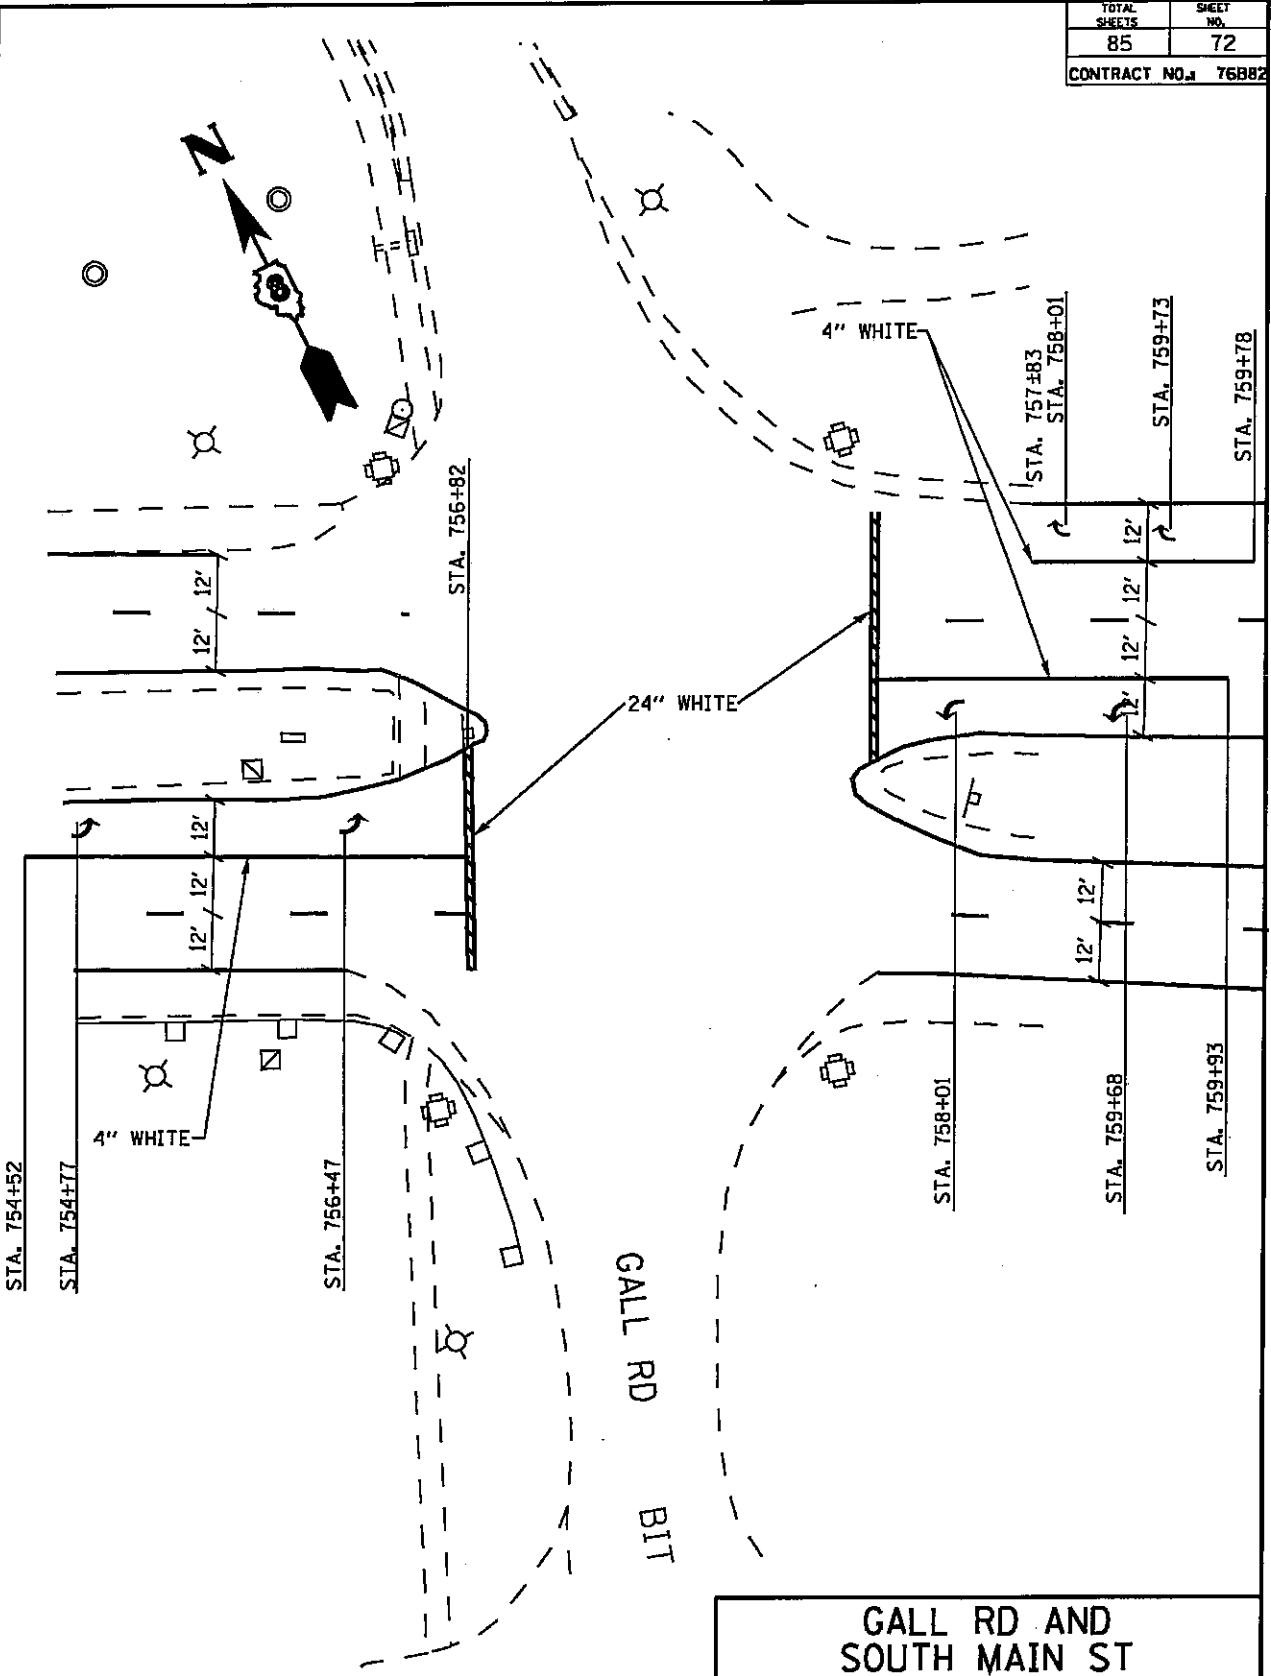 TOTAL SHEETS
SHEET NO.
85
72
CONTRACT NO.: 76B82
N
8
4" WHITE
STA. 757+83
STA. 758+01
STA. 759+73
STA. 759+78
STA. 756+82
12'
12'
12'
12'
12'
24" WHITE
12'
12'
12'
12'
12'
4" WHITE
STA. 754+52
STA. 754+77
STA. 756+47
STA. 758+01
STA. 759+68
STA. 759+93
GALL RD
BIT
GALL RD AND
SOUTH MAIN ST